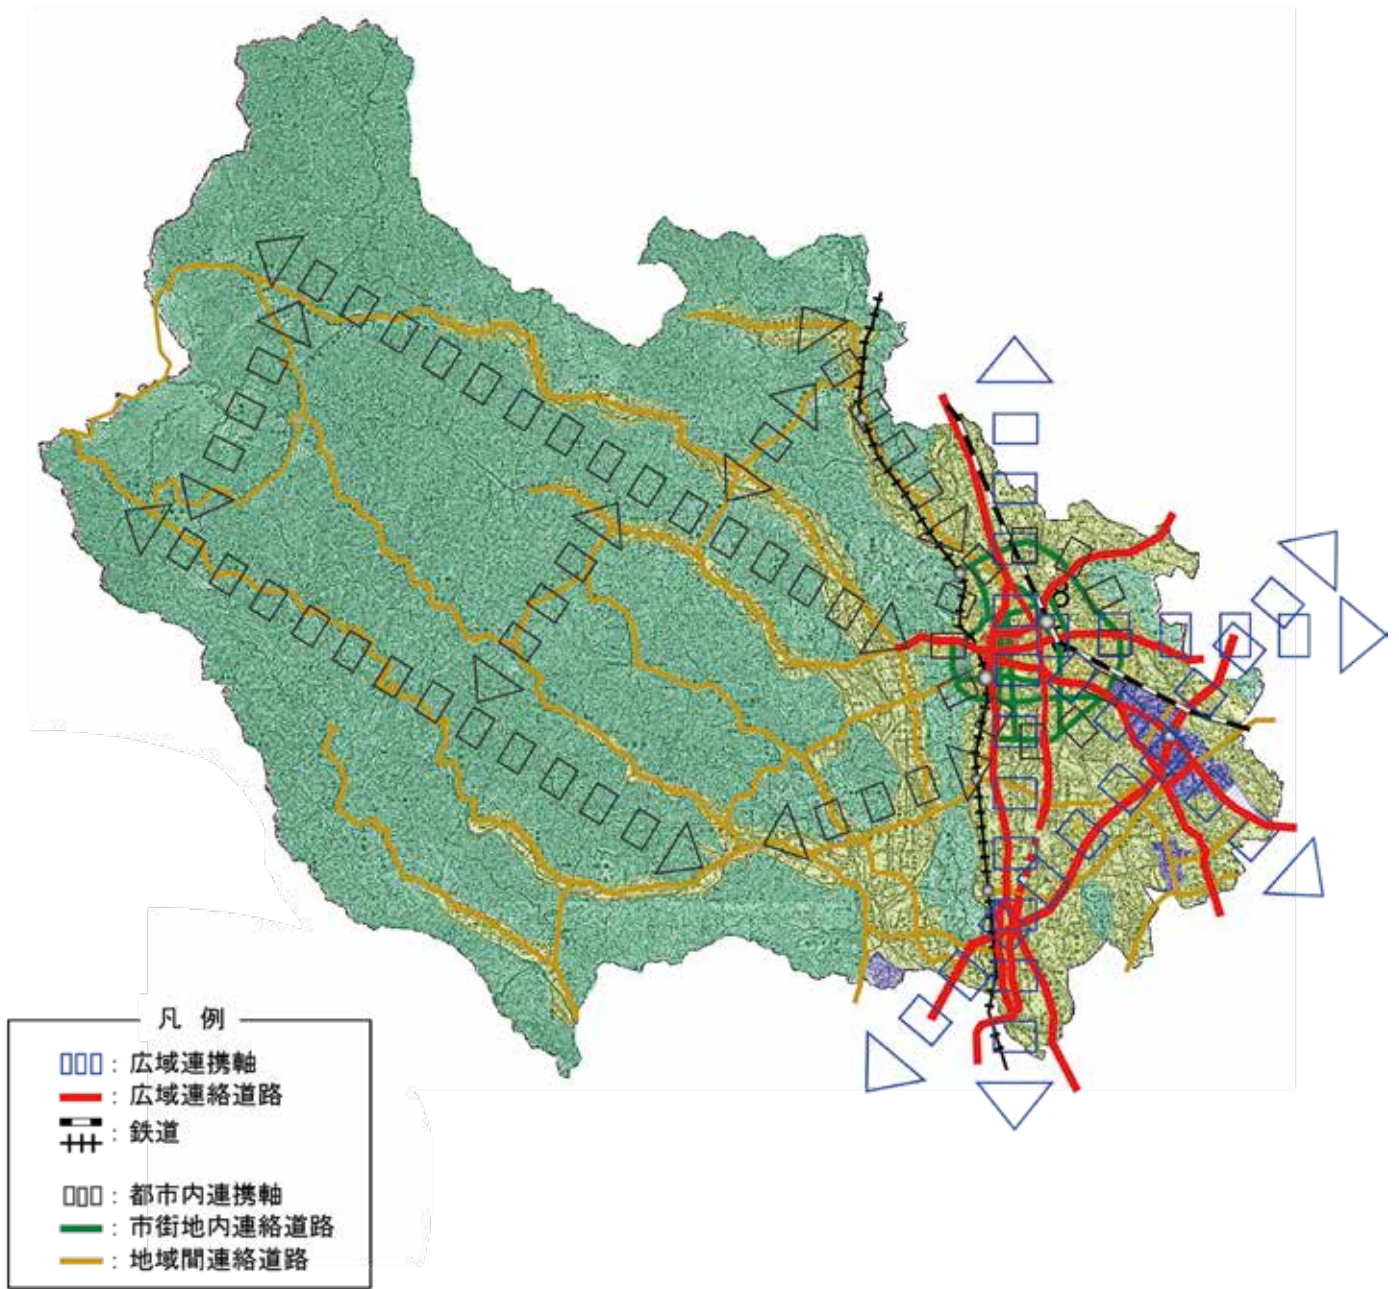 凡 例
: 広域連携軸
: 広域連絡道路
: 鉄道
: 都市内連携軸
: 市街地内連絡道路
: 地域間連絡道路